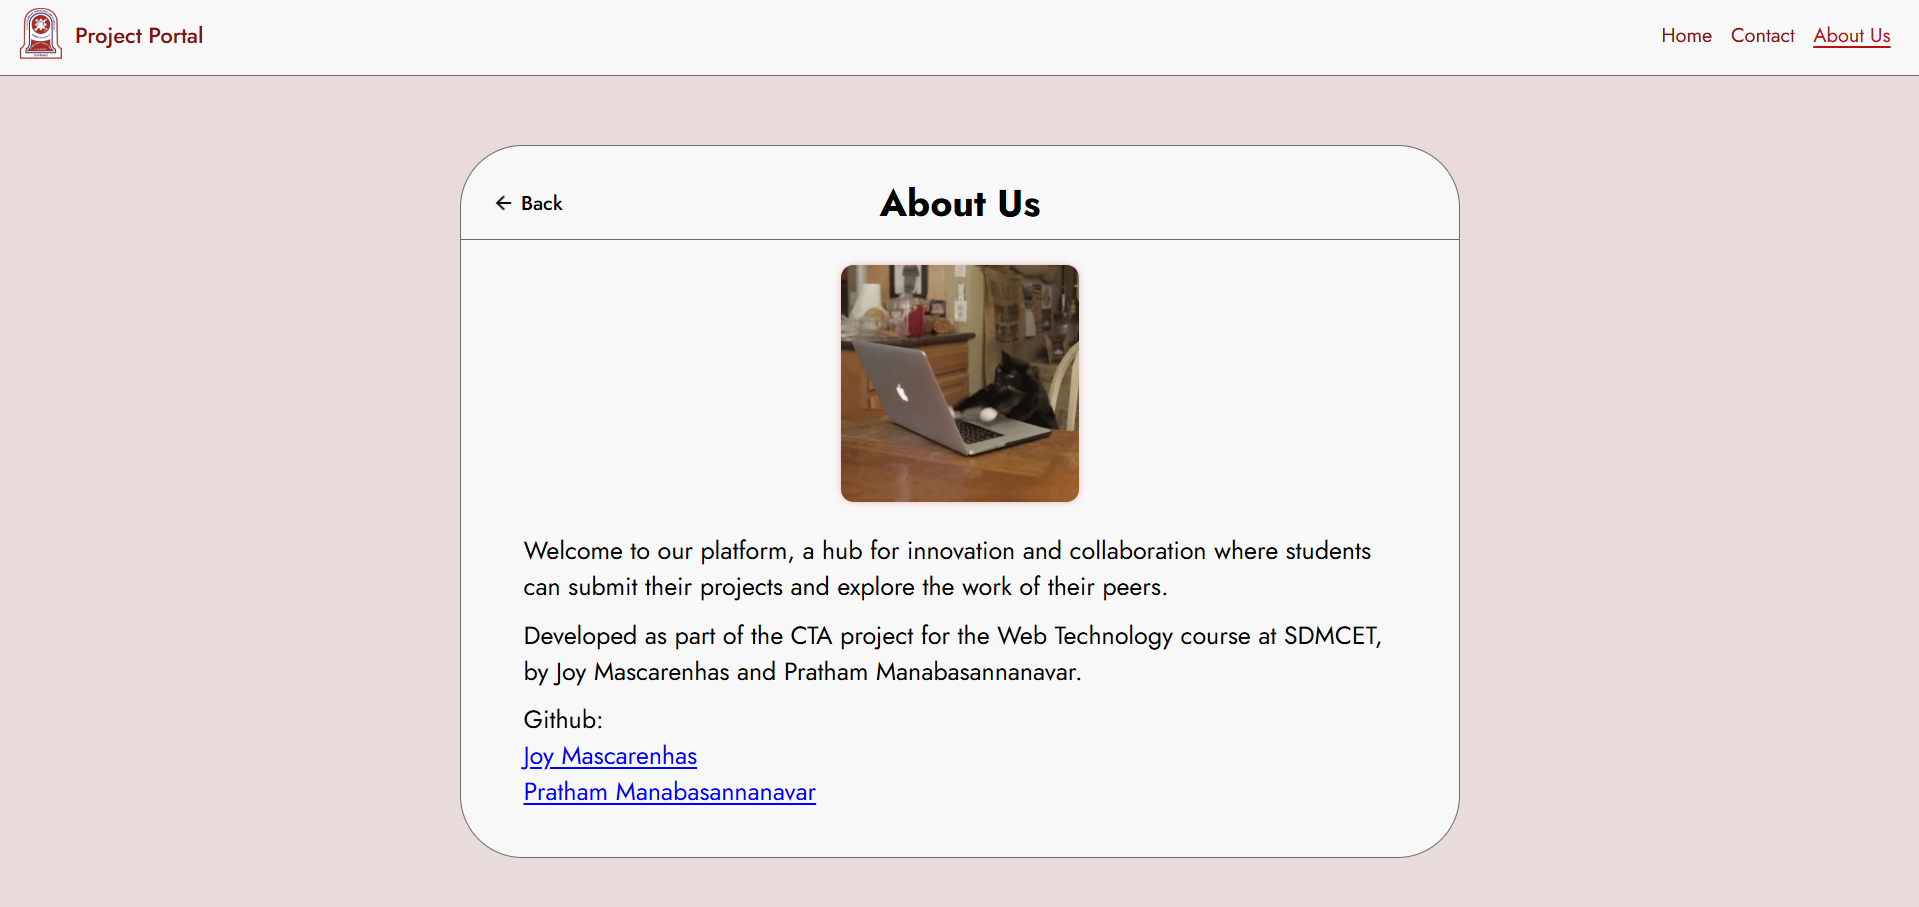 Project Portal
Home Contact About Us
Back
About Us
Welcome to our platform, a hub for innovation and collaboration where students
can submit their projects and explore the work of their peers.
Developed as part of the CTA project for the Web Technology course at SDMCET,
by Joy Mascarenhas and Pratham Manabasannanavar.
Github:
Joy Mascarenhas
Pratham Manabasannanavar